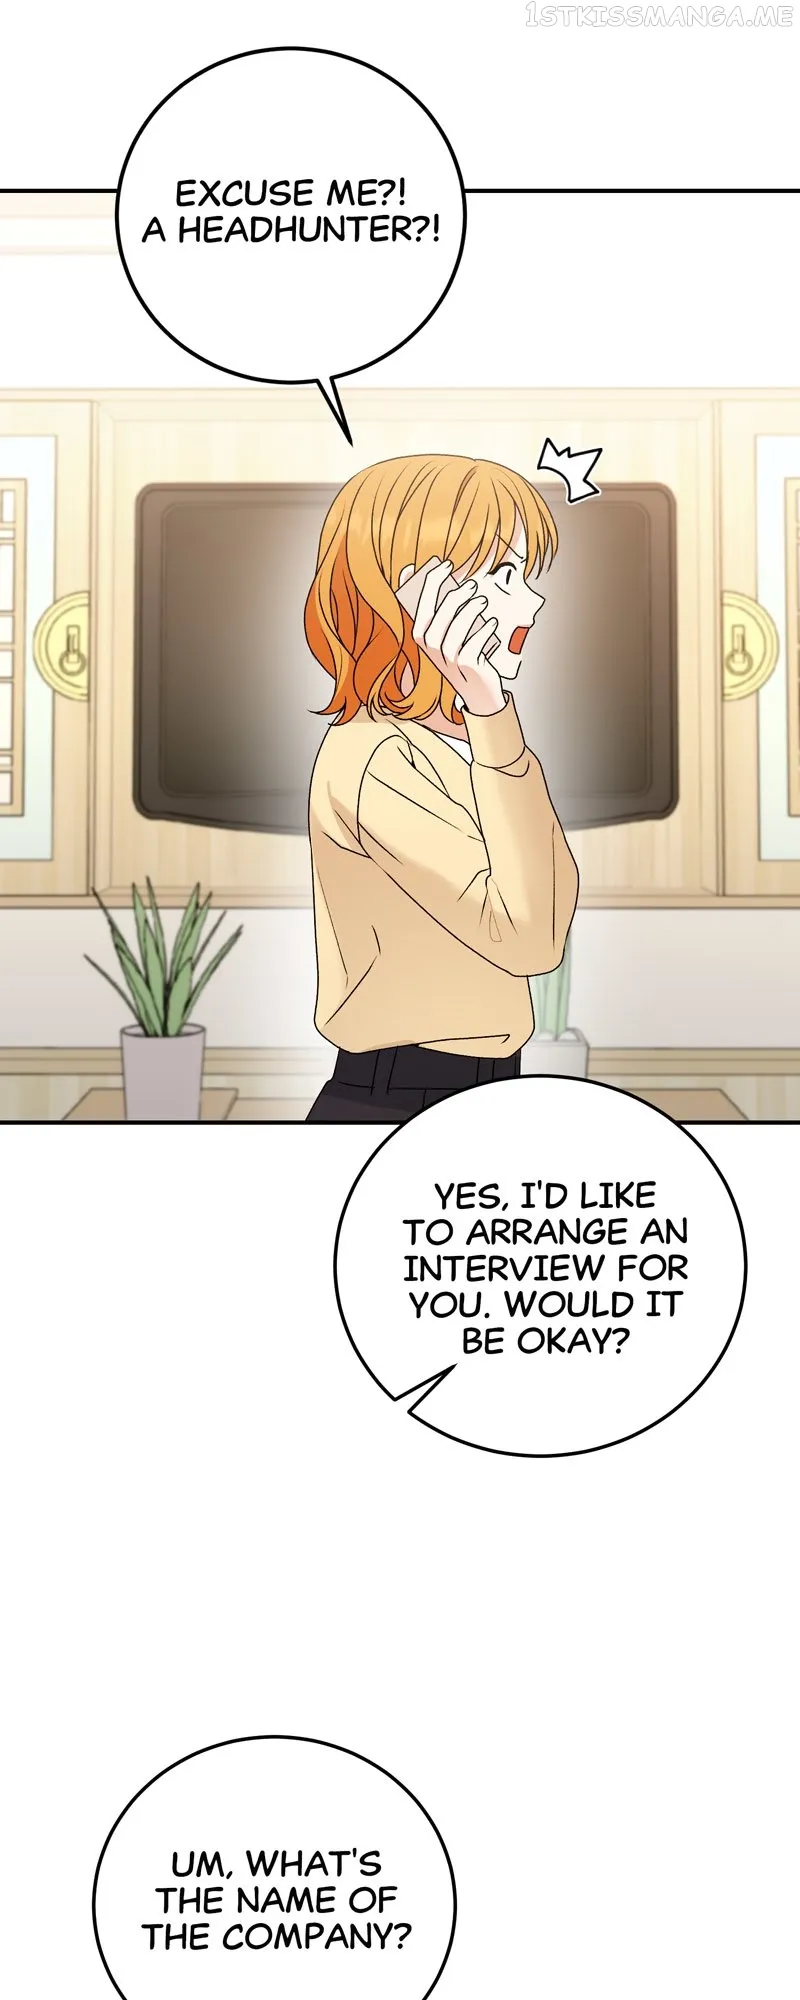 1STKISSMANGA.ME
EXCUSE ME?!
A HEADHUNTER?!
YES, I'D LIKE
TO ARRANGE AN
INTERVIEW FOR
YOU. WOULD IT
BE OKAY?
UM, WHAT'S
THE NAME OF
THE COMPANY?